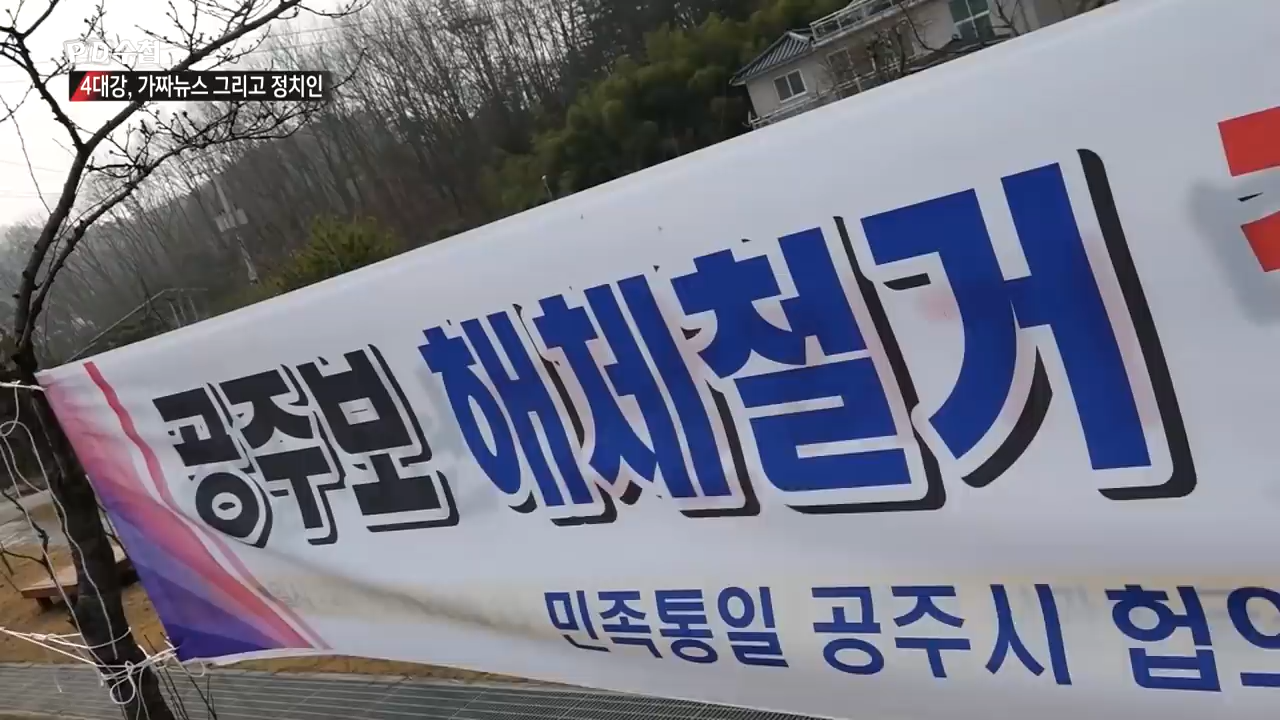 PD수첩
4대강, 가짜뉴스 그리고 정치인
공주보 해체철거
민족통일 공주시 협의